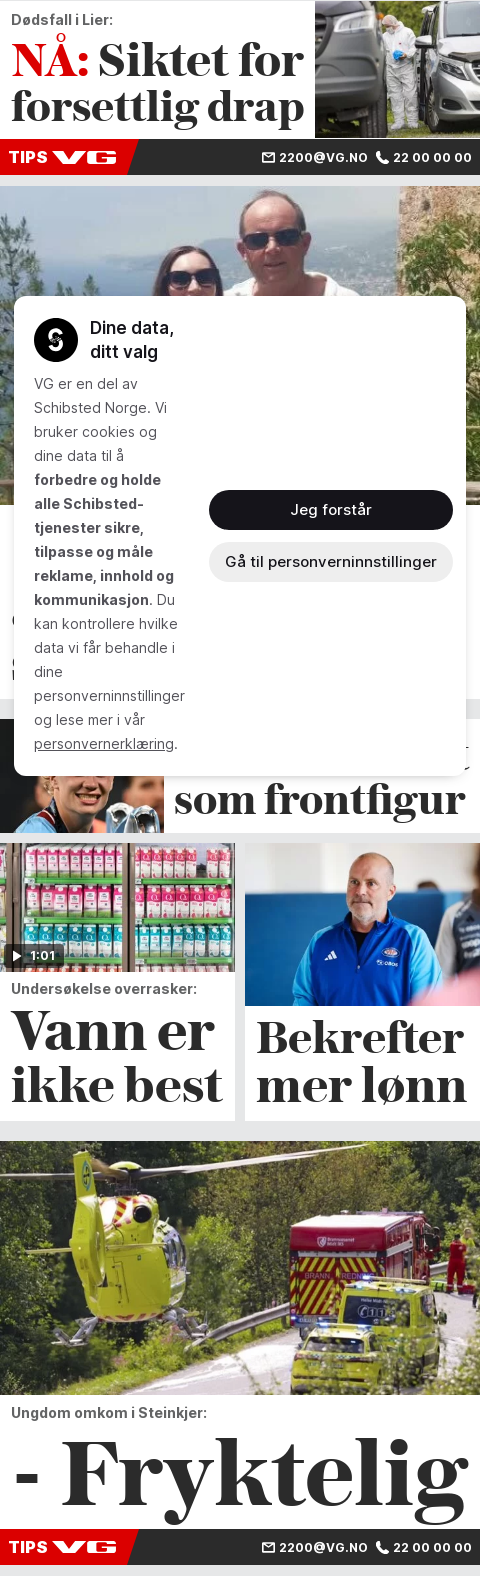 Dødsfall i Lier:
NÅ: Siktet for
forsettlig drap
TIPS VG
2200@VG.NO 22 00 00 00
Dine data,
ditt valg
VG er en del av
Schibsted Norge. Vi
bruker cookies og
dine data til å
forbedre og holde
alle Schibsted-
tjenester sikre,
tilpasse og måle
reklame, innhold og
kommunikasjon. Du
kan kontrollere hvilke
data vi får behandle i
dine
personverninnstillinger
og lese mer i vår
personvernerklæring.
Jeg forstår
Gå til personverninnstillinger
som frontfigur
1:01
Undersøkelse overrasker:
Vann er
ikke best
Bekrefter
mer lønn
Ungdom omkom i Steinkjer:
- Fryktelig
TIPS VG
2200@VG.NO 22 00 00 00